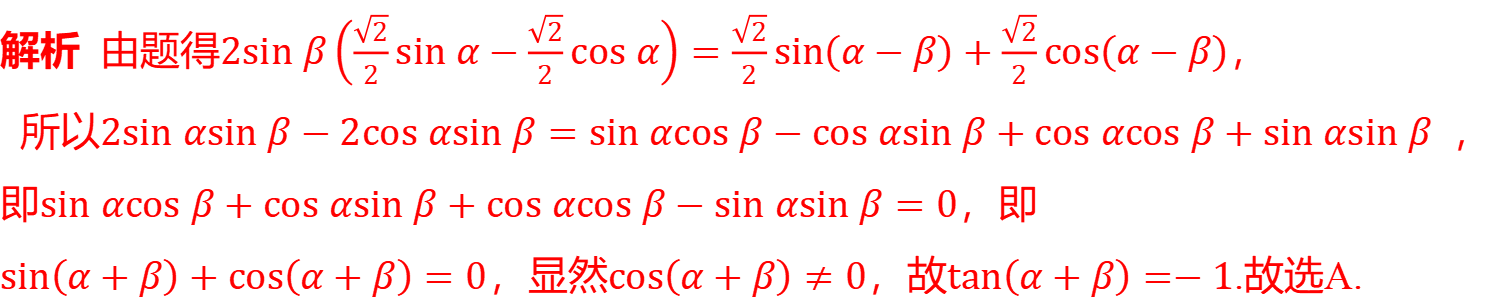 解析 由题得2sin β(√2/2 sin α − √2/2 cos α) = √2/2 sin(α − β) + √2/2 cos(α − β),
所以2sin αsin β − 2cos αsin β = sin αcos β − cos αsin β + cos αcos β + sin αsin β ,
即sin αcos β + cos αsin β + cos αcos β − sin αsin β = 0,即
sin(α + β) + cos(α + β) = 0,显然cos(α + β) ≠ 0,故tan(α + β) =− 1.故选A.